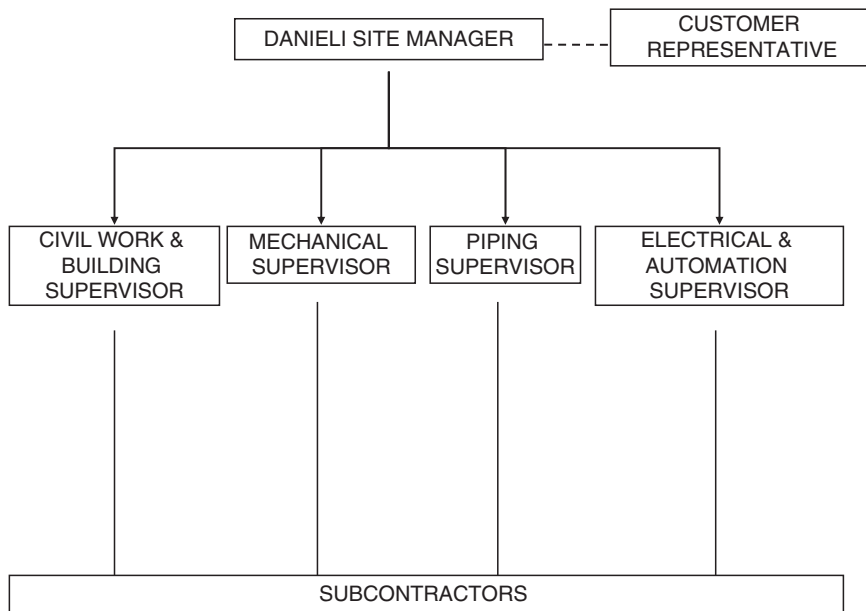 DANIELI SITE MANAGER
CUSTOMER
REPRESENTATIVE
CIVIL WORK &
BUILDING
SUPERVISOR
MECHANICAL
SUPERVISOR
PIPING
SUPERVISOR
ELECTRICAL &
AUTOMATION
SUPERVISOR
SUBCONTRACTORS